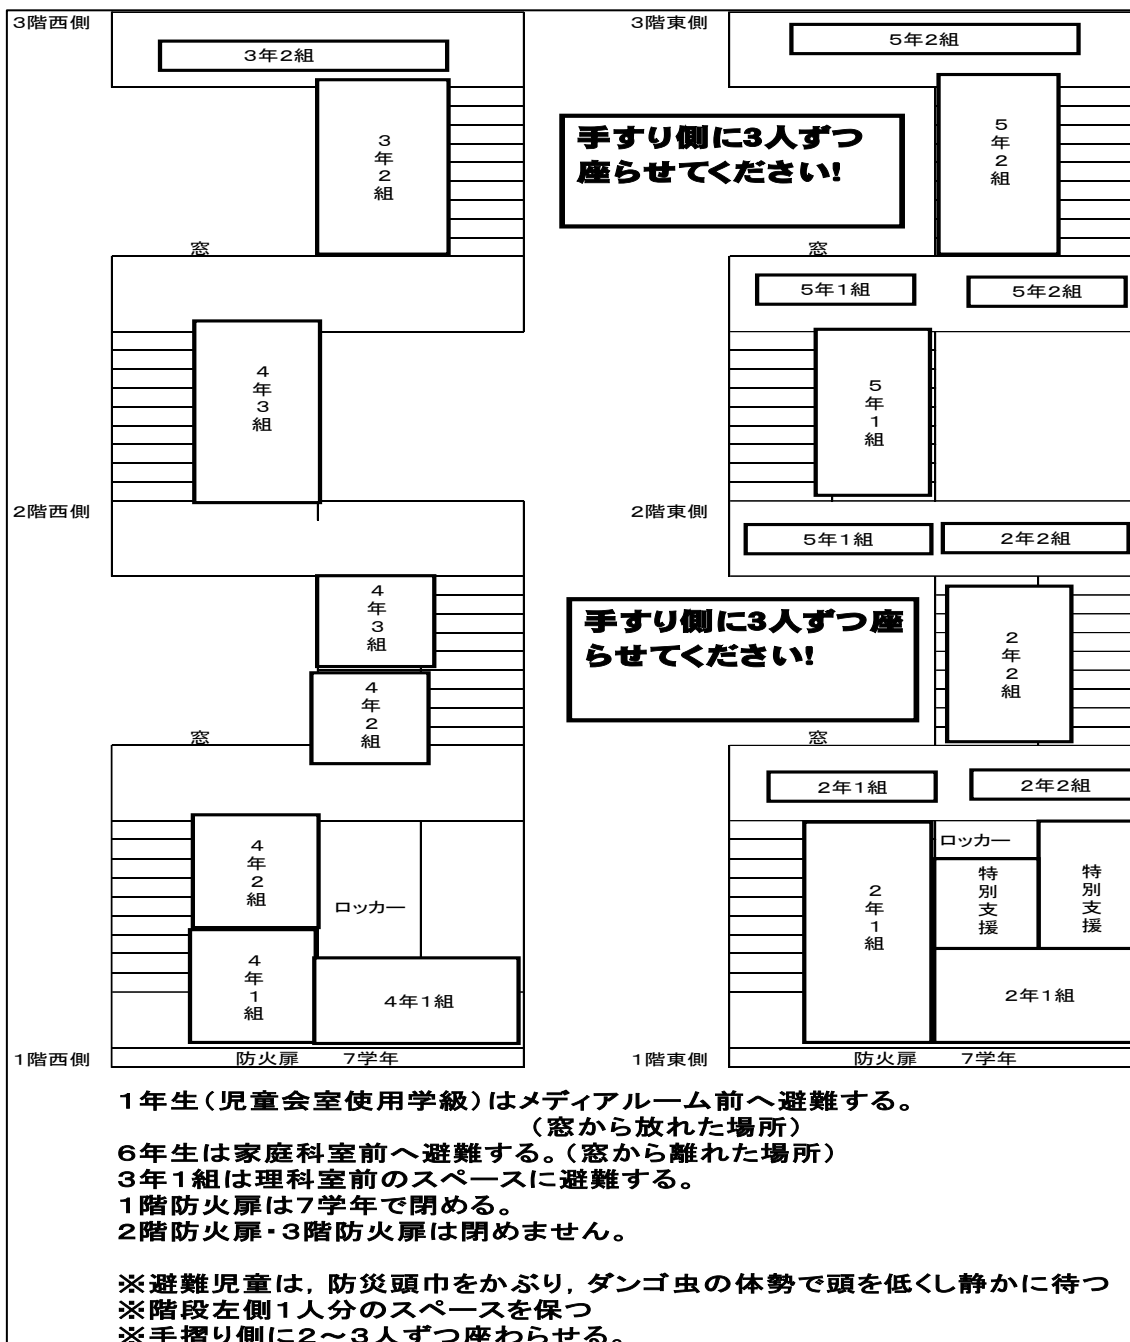 3階西側
3年2組
3年2組
窓
4年3組
2階西側
4年3組
4年2組
窓
4年2組
ロッカー
4年1組
4年1組
1階西側
防火扉 7学年
3階東側
5年2組
手すり側に3人ずつ
座らせてください!
5年2組
窓
5年1組
5年2組
5年1組
2階東側
5年1組
2年2組
手すり側に3人ずつ座
らせてください!
2年2組
窓
2年1組
2年2組
ロッカー
2年1組
特別支援
特別支援
2年1組
1階東側
防火扉 7学年
1年生(児童会室使用学級)はメディアルーム前へ避難する。
(窓から放れた場所)
6年生は家庭科室前へ避難する。(窓から離れた場所)
3年1組は理科室前のスペースに避難する。
1階防火扉は7学年で閉める。
2階防火扉・3階防火扉は閉めません。
※避難児童は,防災頭巾をかぶり,ダンゴ虫の体勢で頭を低くし静かに待つ
※階段左側1人分のスペースを保つ
※手摺り側に2~3人ずつ座わらせる。